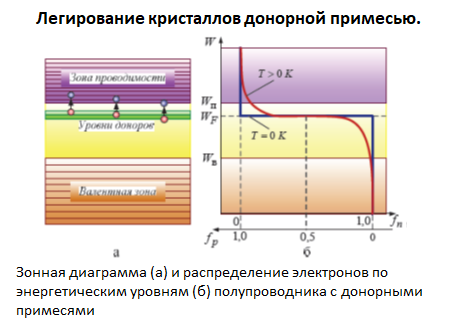 Легирование кристаллов донорной примесью.
W
Зона проводимости
T > 0 K
Wп
Уровни доноров
WF
T = 0 K
Wв
Валентная зона
0 1,0 fn
fp 1,0 0,5 0
а б
Зонная диаграмма (а) и распределение электронов по
энергетическим уровням (б) полупроводника с донорными
примесями